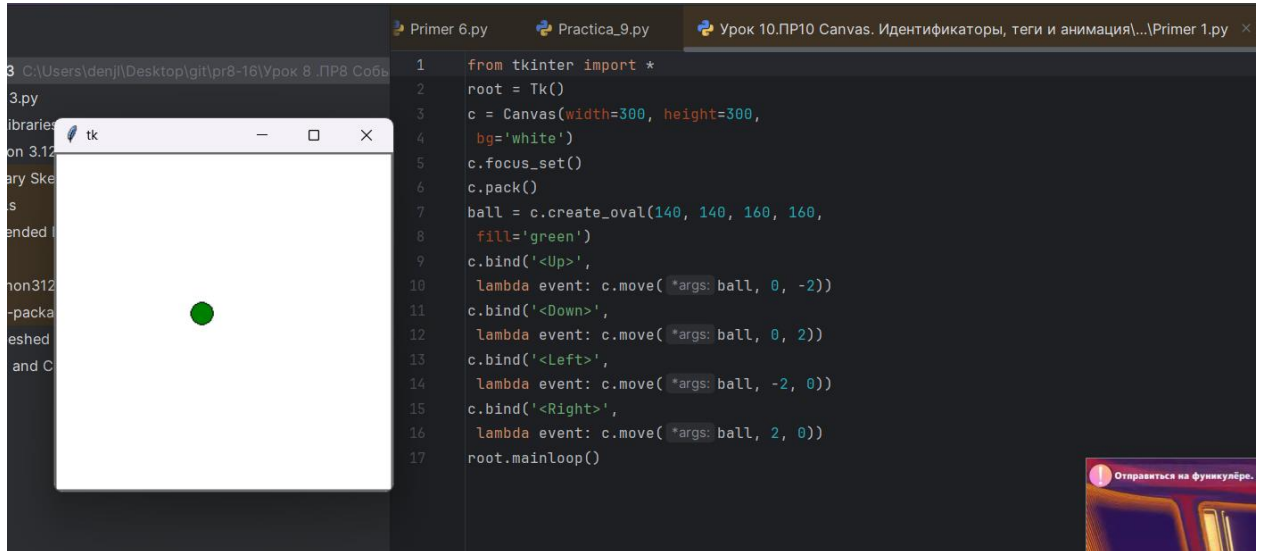 Primer 6.py
Practica_9.py
Урок 10.ПР10 Canvas. Идентификаторы, теги и анимация\...\Primer 1.py
3 C:\Users\denjl\Desktop\git\pr8-16\Урок 8 .ПР8 Собы
3.py
ibraries
on 3.12
ary Ske
.s
ended l
hon312
-packa
eshed
and C
tk
1 from tkinter import *
2 root = Tk()
3 c = Canvas(width=300, height=300,
4 bg='white')
5 c.focus_set()
6 c.pack()
7 ball = c.create_oval(140, 140, 160, 160,
8 fill='green')
9 c.bind('<Up>',
10 lambda event: c.move( *args: ball, 0, -2))
11 c.bind('<Down>',
12 lambda event: c.move( *args: ball, 0, 2))
13 c.bind('<Left>',
14 lambda event: c.move( *args: ball, -2, 0))
15 c.bind('<Right>',
16 lambda event: c.move( *args: ball, 2, 0))
17 root.mainloop()
Отправиться на фуникулёре.